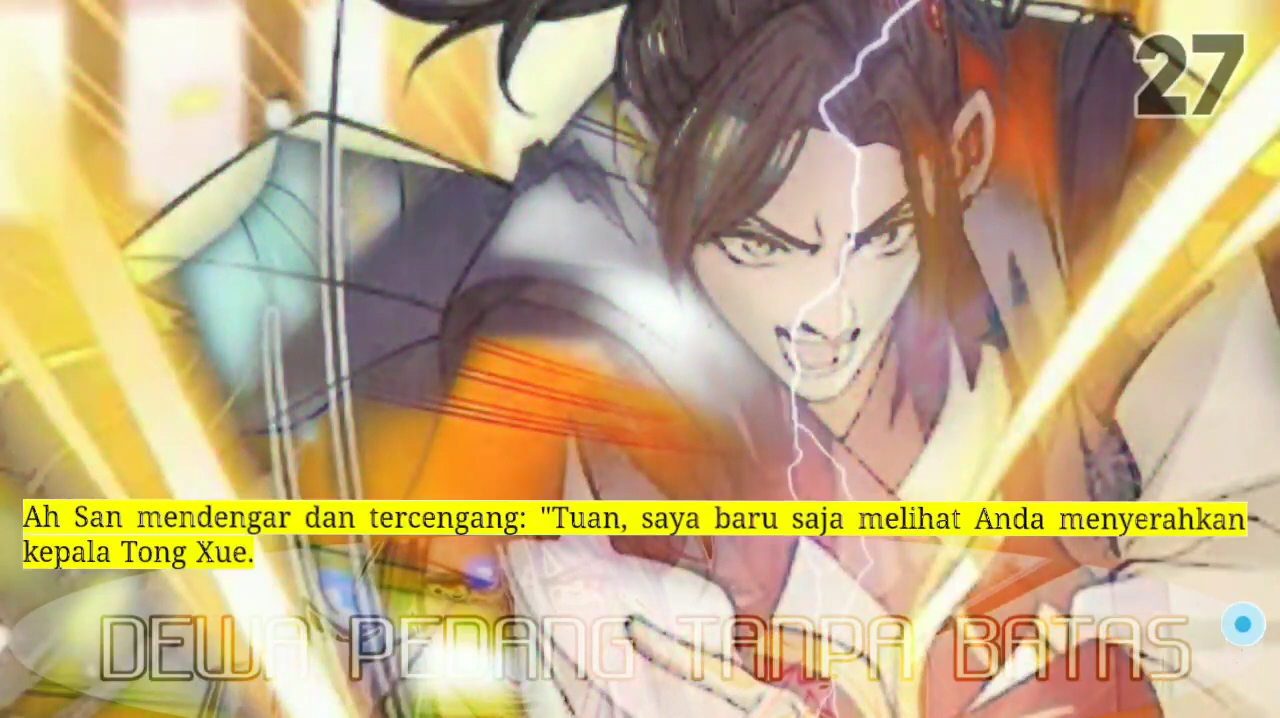 27
Ah San mendengar dan tercengang: "Tuan, saya baru saja melihat Anda menyerahkan
kepala Tong Xue.
DEWA PEDANG TANPA BATAS